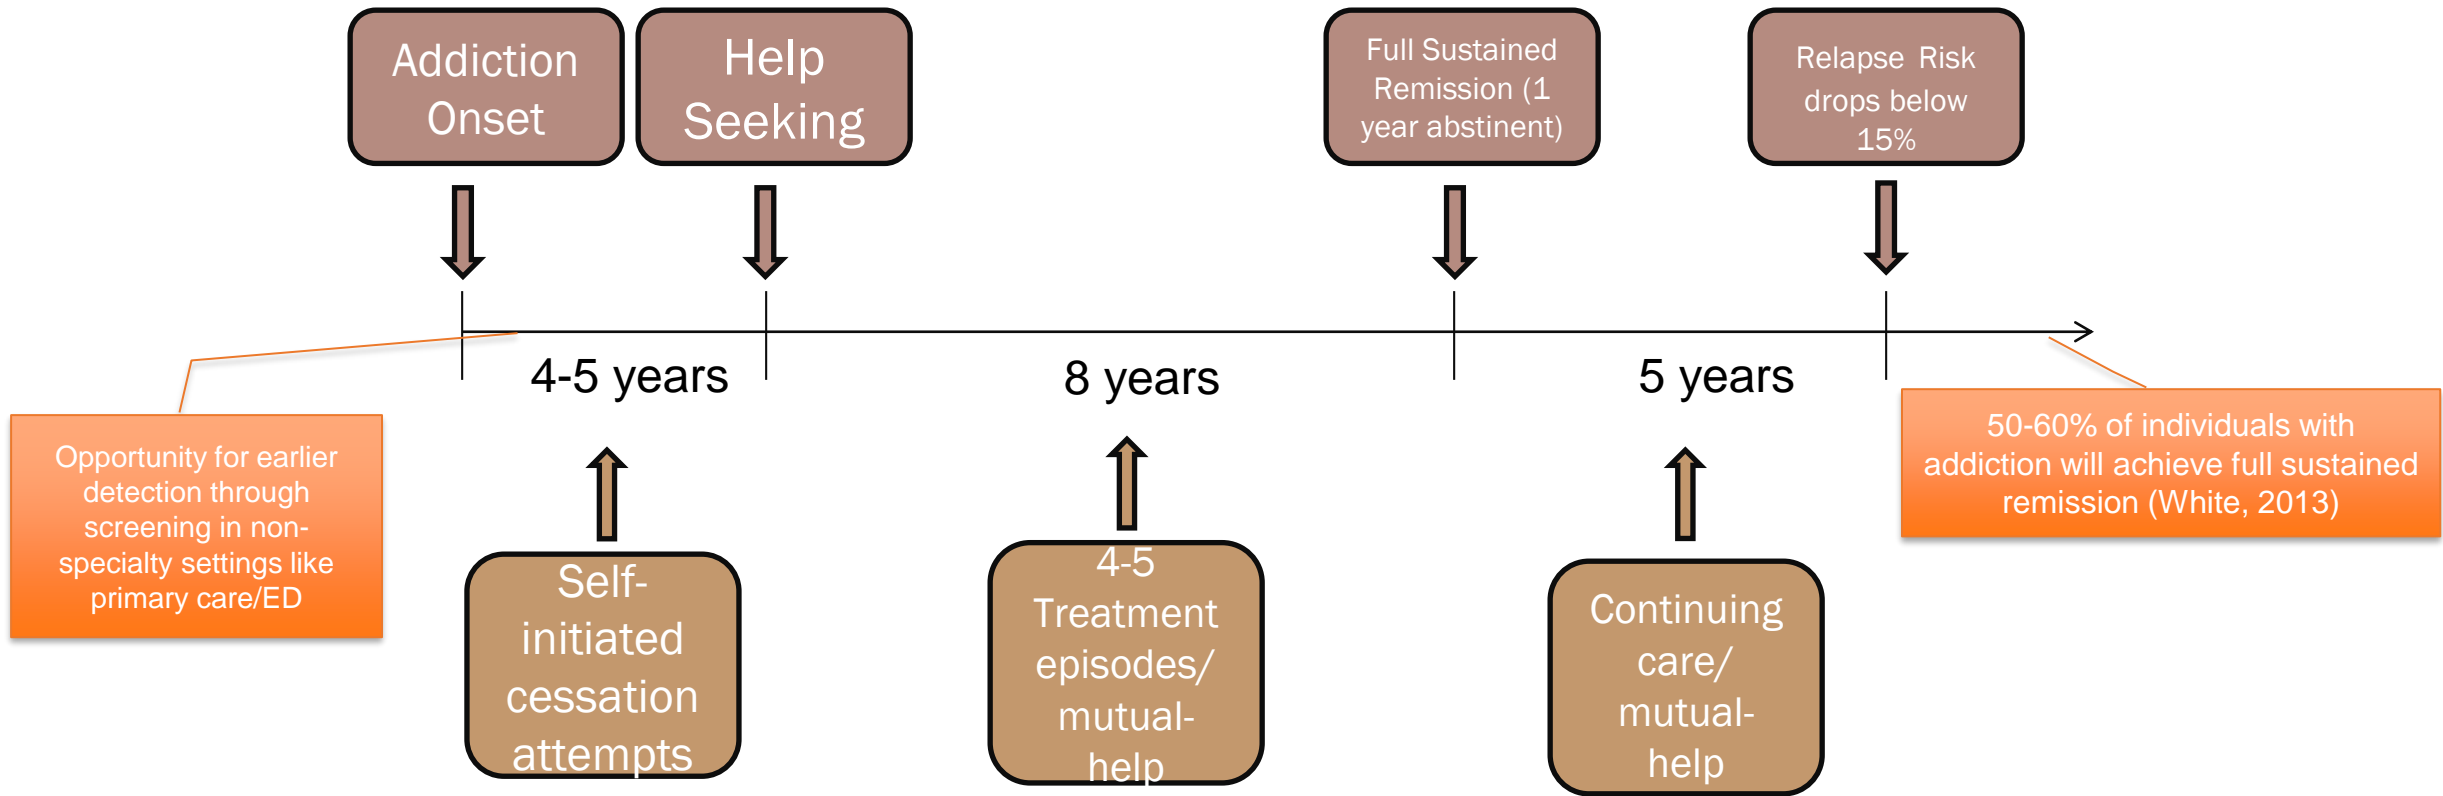 Addiction
Onset
Help
Seeking
Full Sustained
Remission (1
year abstinent)
Relapse Risk
drops below
15%
4-5 years
8 years
5 years
Opportunity for earlier
detection through
screening in non-
specialty settings like
primary care/ED
50-60% of individuals with
addiction will achieve full sustained
remission (White, 2013)
Self-
initiated
cessation
attempts
4-5
Treatment
episodes/
mutual-
help
Continuing
care/
mutual-
help